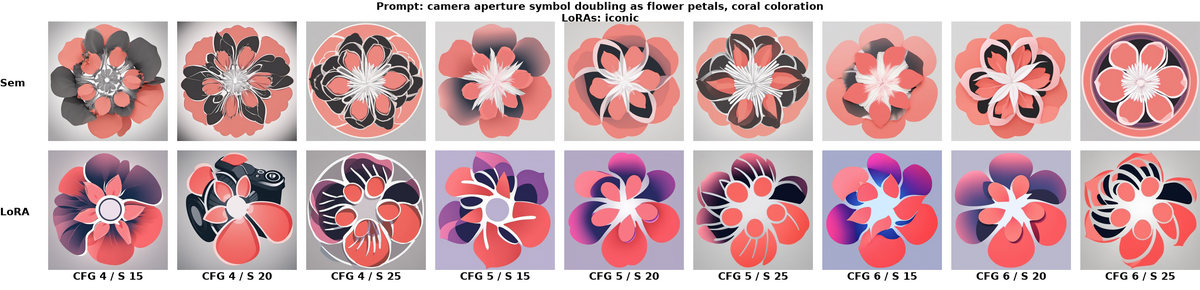 Prompt: camera aperture symbol doubling as flower petals, coral coloration
LoRAs: iconic
Sem
LoRA
CFG 4 / S 15 CFG 4 / S 20 CFG 4 / S 25 CFG 5 / S 15 CFG 5 / S 20 CFG 5 / S 25 CFG 6 / S 15 CFG 6 / S 20 CFG 6 / S 25